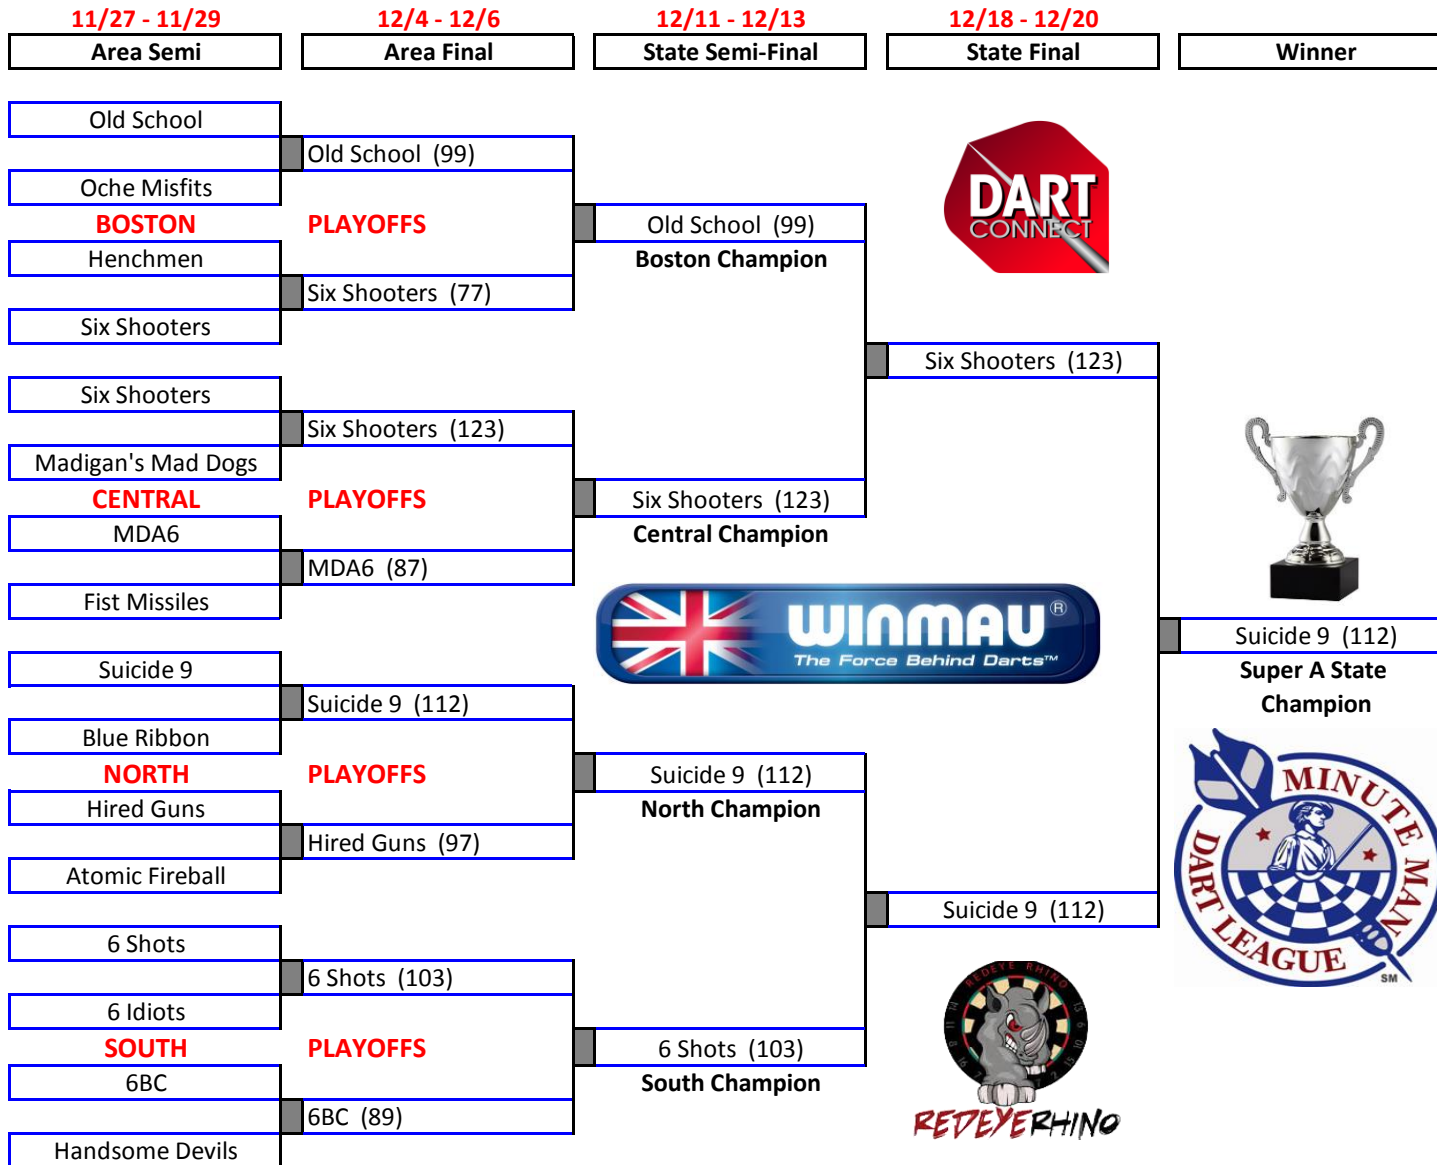 11/27 - 11/29 12/4 - 12/6 12/11 - 12/13 12/18 - 12/20
Area Semi Area Final State Semi-Final State Final Winner
Old School
Old School (99)
Oche Misfits
BOSTON PLAYOFFS Old School (99)
Henchmen Boston Champion
Six Shooters (77)
Six Shooters
DART
CONNECT
Six Shooters (123)
Six Shooters
Six Shooters (123)
Madigan's Mad Dogs
CENTRAL PLAYOFFS Six Shooters (123)
MDA6 Central Champion
MDA6 (87)
Fist Missiles
WINMAU ®
The Force Behind Darts™
Suicide 9 (112)
Super A State
Champion
Suicide 9
Suicide 9 (112)
Blue Ribbon
NORTH PLAYOFFS Suicide 9 (112)
Hired Guns North Champion
Hired Guns (97)
Atomic Fireball
MINUTE MAN
DART LEAGUE
SM
Suicide 9 (112)
6 Shots
6 Shots (103)
6 Idiots
SOUTH PLAYOFFS 6 Shots (103)
6BC South Champion
6BC (89)
Handsome Devils
REDEYE RHINO
REDEYERHINO